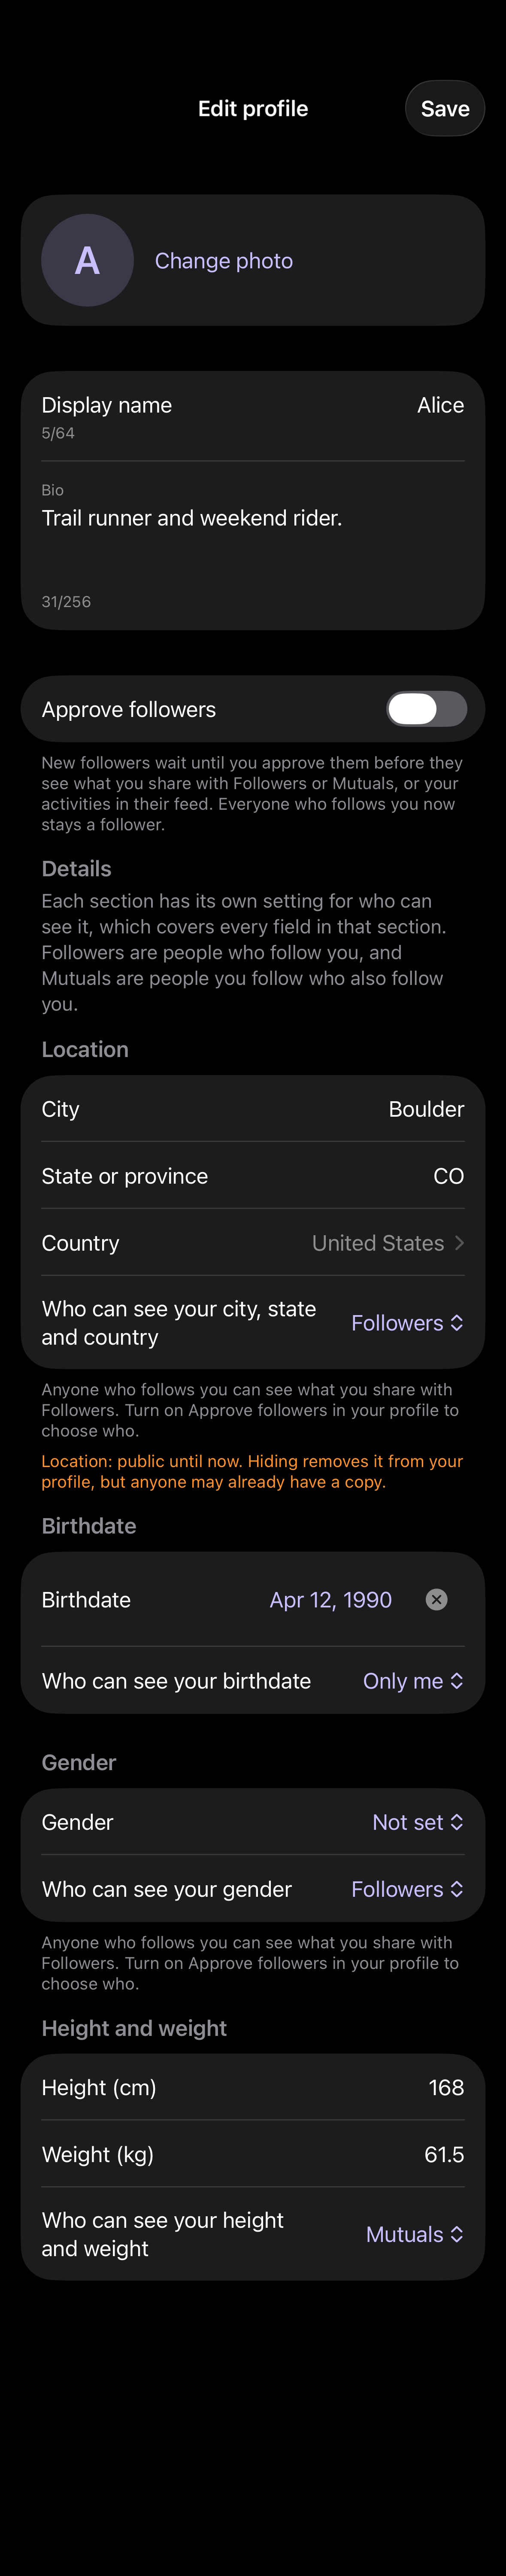 Edit profile
Save
A
Change photo
Display name
Alice
5/64
Bio
Trail runner and weekend rider.
31/256
Approve followers
New followers wait until you approve them before they
see what you share with Followers or Mutuals, or your
activities in their feed. Everyone who follows you now
stays a follower.
Details
Each section has its own setting for who can
see it, which covers every field in that section.
Followers are people who follow you, and
Mutuals are people you follow who also follow
you.
Location
City
Boulder
State or province
CO
Country
United States
Who can see your city, state
and country
Followers
Anyone who follows you can see what you share with
Followers. Turn on Approve followers in your profile to
choose who.
Location: public until now. Hiding removes it from your
profile, but anyone may already have a copy.
Birthdate
Birthdate
Apr 12, 1990
Who can see your birthdate
Only me
Gender
Gender
Not set
Who can see your gender
Followers
Anyone who follows you can see what you share with
Followers. Turn on Approve followers in your profile to
choose who.
Height and weight
Height (cm)
168
Weight (kg)
61.5
Who can see your height
and weight
Mutuals